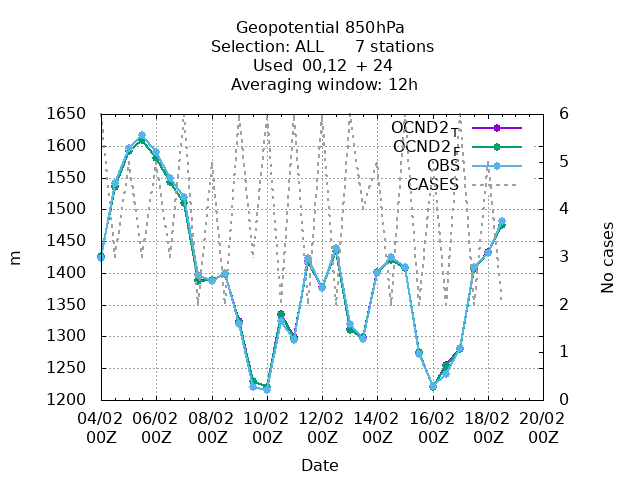 Geopotential 850hPa
Selection: ALL 7 stations
Used 00,12 + 24
Averaging window: 12h
OCND2_T
OCND2_F
OBS
CASES
1650
1600
1550
1500
1450
1400
1350
1300
1250
1200
m
6
5
4
3
2
1
0
No cases
04/02 06/02 08/02 10/02 12/02 14/02 16/02 18/02 20/02
00Z 00Z 00Z 00Z 00Z 00Z 00Z 00Z 00Z
Date